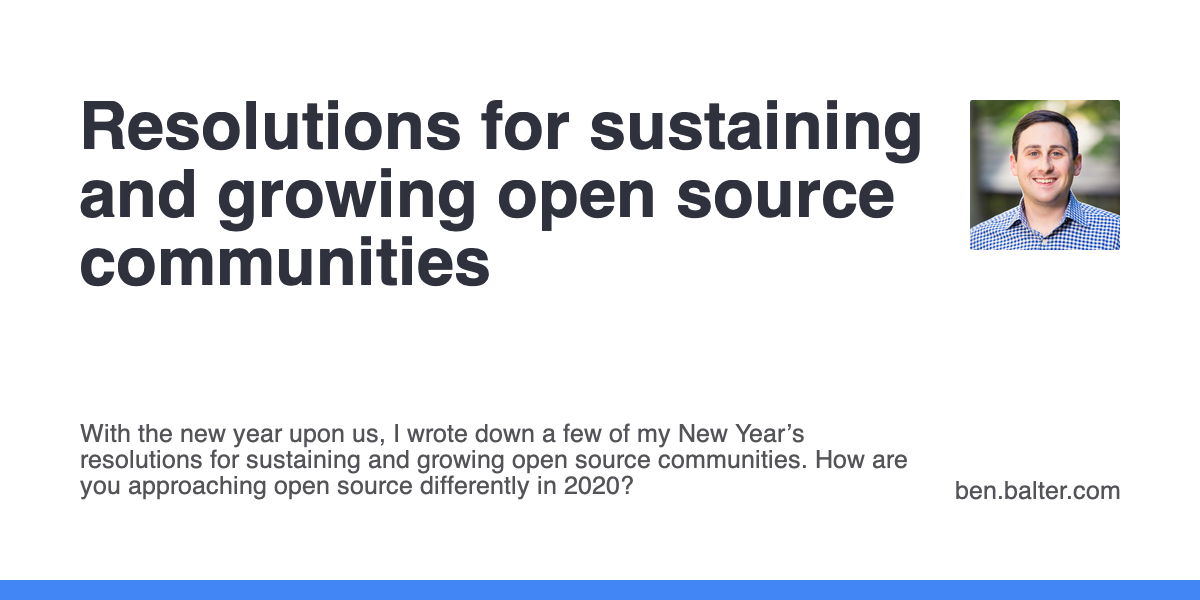 Resolutions for sustaining
and growing open source
communities
With the new year upon us, I wrote down a few of my New Year’s
resolutions for sustaining and growing open source communities. How are
you approaching open source differently in 2020?
ben.balter.com